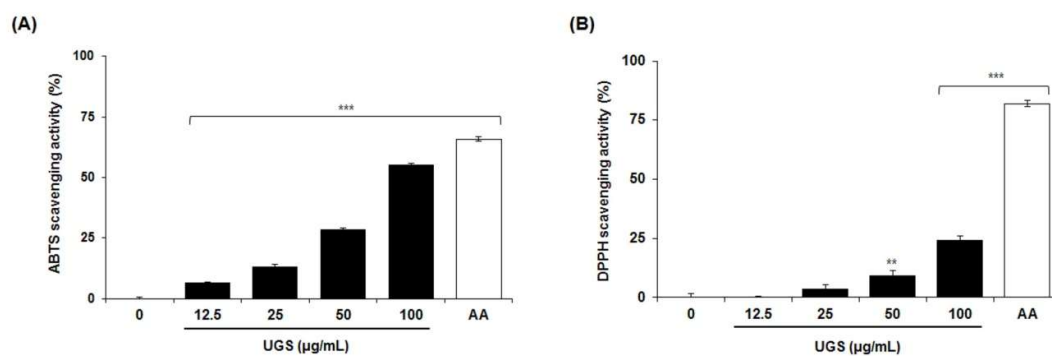 (A)
ABTS scavenging activity (%)
100
75
50
25
0
***
0 12.5 25 50 100 AA
UGS (µg/mL)
(B)
DPPH scavenging activity (%)
100
75
50
25
0
**
***
0 12.5 25 50 100 AA
UGS (µg/mL)